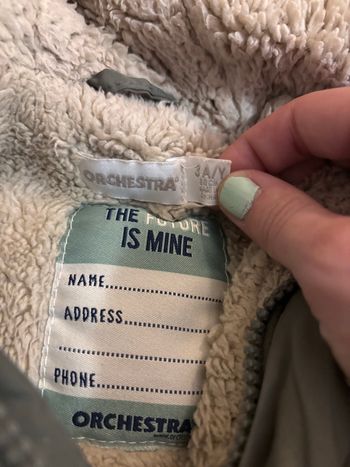 ORCHESTRA®
3A/Y
THE FUTURE
IS MINE
NAME.....................
ADDRESS...............
............................
............................
PHONE...................
ORCHESTRA